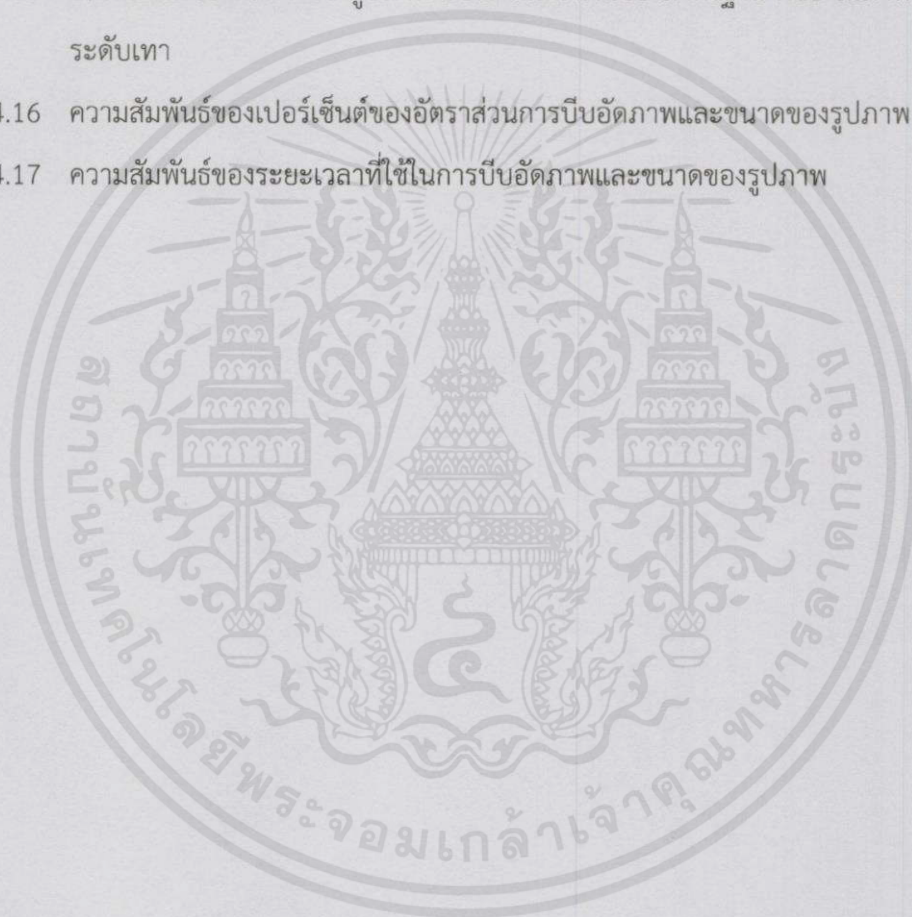 ระดับเทา
4.16 ความสัมพันธ์ของเปอร์เซ็นต์ของอัตราส่วนการบีบอัดภาพและขนาดของรูปภาพ
4.17 ความสัมพันธ์ของระยะเวลาที่ใช้ในการบีบอัดภาพและขนาดของรูปภาพ
สถาบันเทคโนโลยีพระจอมเกล้าเจ้าคุณทหารลาดกระบัง
๔